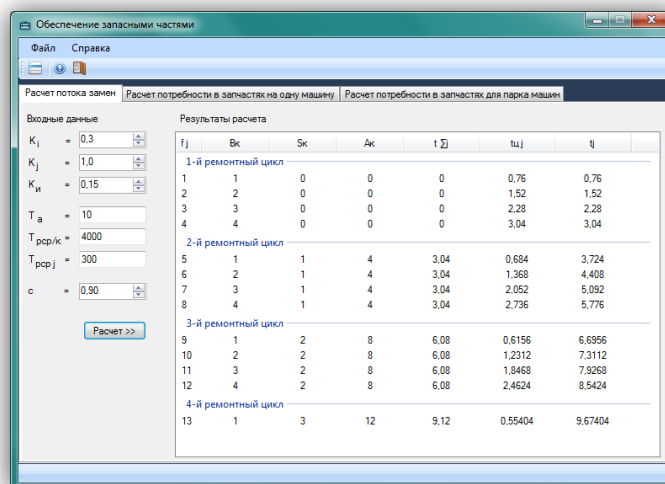 Обеспечение запасными частями
Файл Справка
Расчет потока замен Расчет потребности в запчастях на одну машину Расчет потребности в запчастях для парка машин
Входные данные
K i = 0,3
K j = 1,0
K и = 0,15
T a = 10
T рср/к = 4000
T рср j = 300
c = 0,90
Расчет >>
Результаты расчета
f j Вк Sк Ак t ∑j tц j tj
1-й ремонтный цикл
1 1 0 0 0 0,76 0,76
2 2 0 0 0 1,52 1,52
3 3 0 0 0 2,28 2,28
4 4 0 0 0 3,04 3,04
2-й ремонтный цикл
5 1 1 4 3,04 0,684 3,724
6 2 1 4 3,04 1,368 4,408
7 3 1 4 3,04 2,052 5,092
8 4 1 4 3,04 2,736 5,776
3-й ремонтный цикл
9 1 2 8 6,08 0,6156 6,6956
10 2 2 8 6,08 1,2312 7,3112
11 3 2 8 6,08 1,8468 7,9268
12 4 2 8 6,08 2,4624 8,5424
4-й ремонтный цикл
13 1 3 12 9,12 0,55404 9,67404